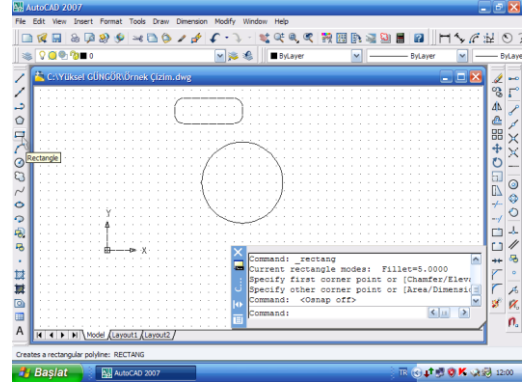 AutoCAD 2007
File Edit View Insert Format Tools Draw Dimension Modify Window Help
0 ByLayer ByLayer ByLaye
C:\Yüksel GÜNGÖR\Örnek Çizim.dwg
Rectangle
Y
X
Command: _rectang
Current rectangle modes: Fillet=5.0000
Specify first corner point or [Chamfer/Elev
Specify other corner point or [Area/Dimensi
Command: <Osnap off>
Command:
A
Model Layout1 Layout2
Creates a rectangular polyline: RECTANG
Başlat AutoCAD 2007 TR 12:00